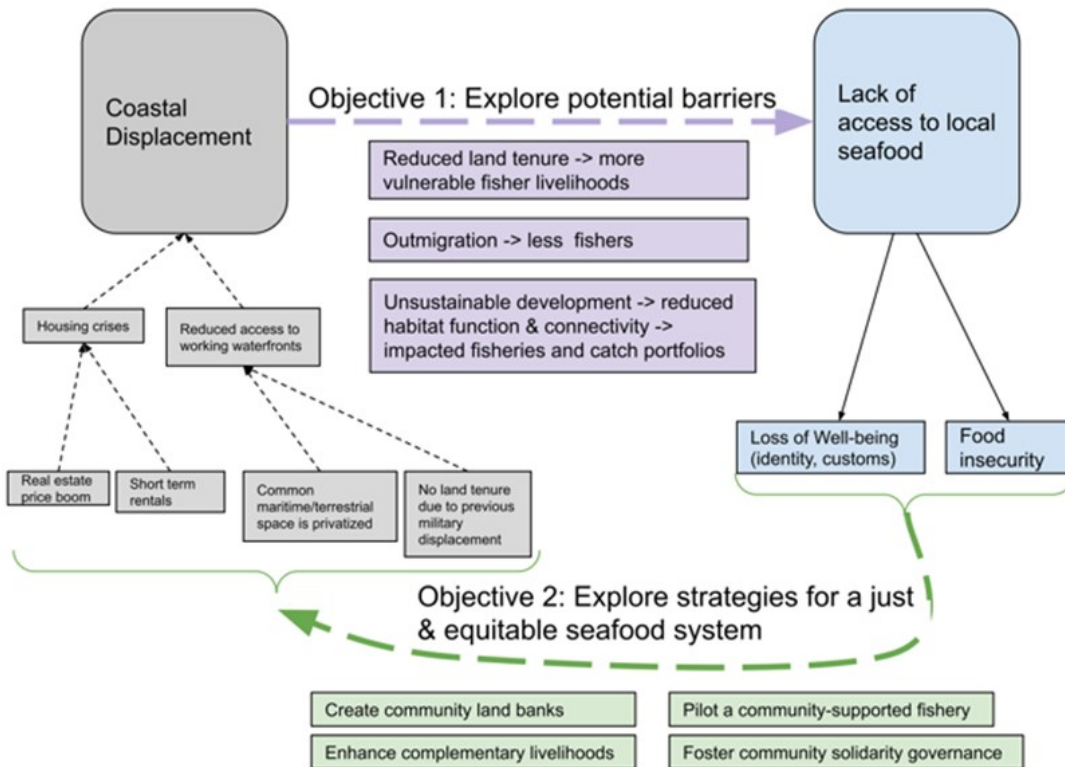 Coastal
Displacement
Objective 1: Explore potential barriers
Lack of
access to local
seafood
Reduced land tenure -> more
vulnerable fisher livelihoods
Outmigration -> less  fishers
Unsustainable development -> reduced
habitat function & connectivity ->
impacted fisheries and catch portfolios
Housing crises
Reduced access to
working waterfronts
Real estate
price boom
Short term
rentals
Common
maritime/terrestrial
space is privatized
No land tenure
due to previous
military
displacement
Loss of Well-being
(identity, customs)
Food
insecurity
Objective 2: Explore strategies for a just
& equitable seafood system
Create community land banks
Pilot a community-supported fishery
Enhance complementary livelihoods
Foster community solidarity governance